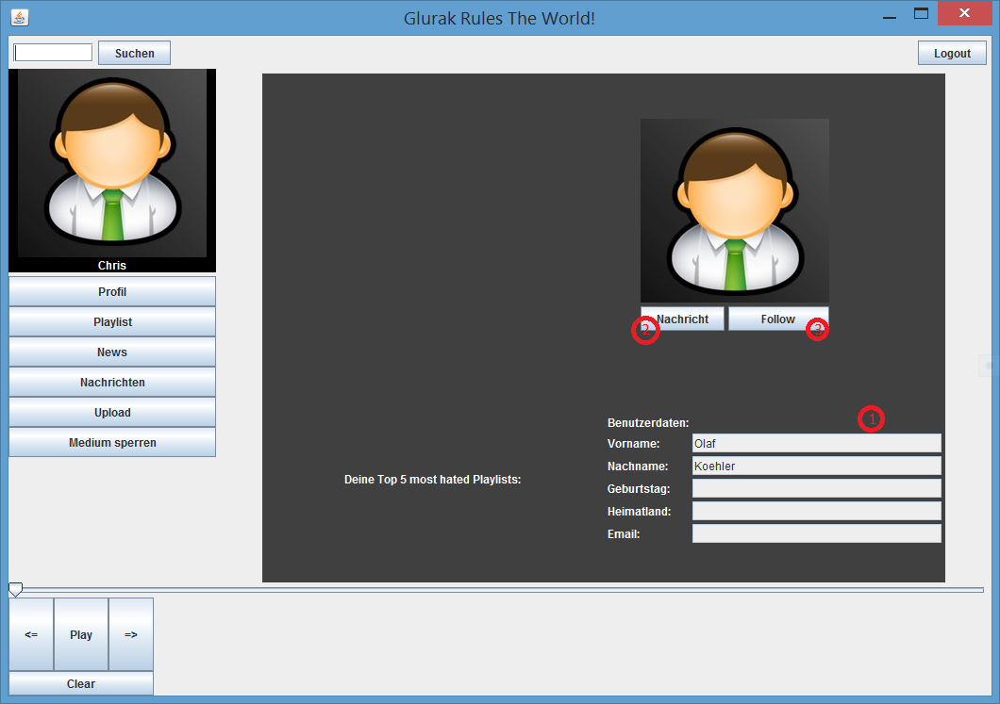 Glurak Rules The World!
Suchen
Logout
Chris
Profil
Playlist
News
Nachrichten
Upload
Medium sperren
Nachricht
Follow
2
3
1
Benutzerdaten:
Vorname: Olaf
Nachname: Koehler
Deine Top 5 most hated Playlists:
Geburtstag:
Heimatland:
Email:
<= Play =>
Clear